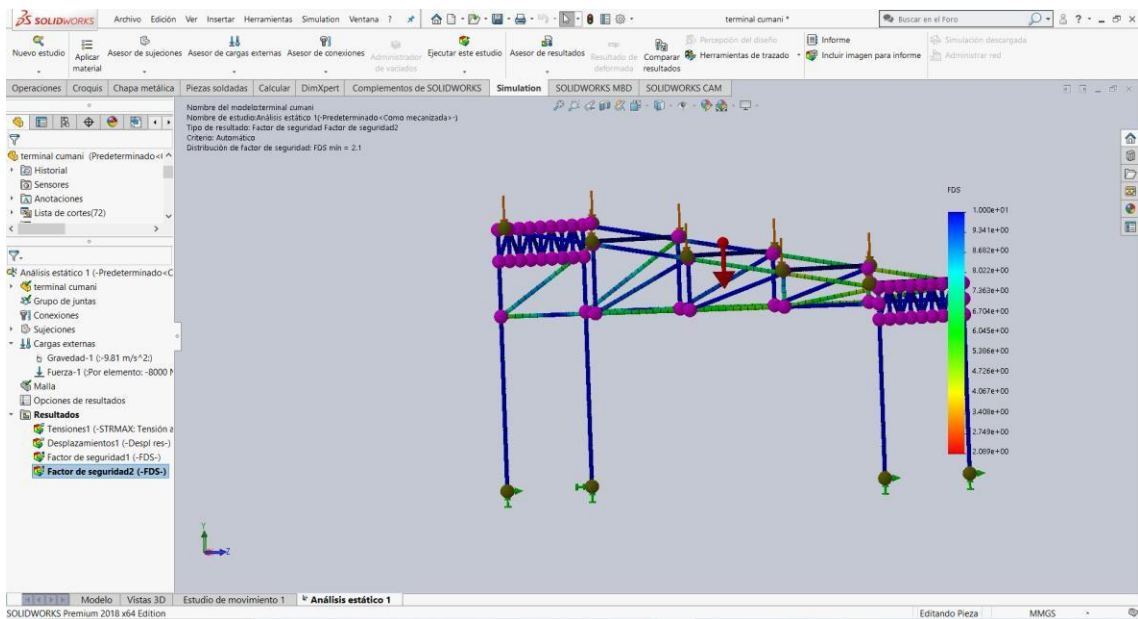 SOLIDWORKS Archivo Edición Ver Insertar Herramientas Simulation Ventana ? terminal cumani * Buscar en el Foro
Nuevo estudio
Aplicar material
Asesor de sujeciones
Asesor de cargas externas
Asesor de conexiones
Administrador de variados
Ejecutar este estudio
Asesor de resultados
Resultado de deformada
Comparar resultados
Percepción del diseño
Herramientas de trazado
Informe
Incluir imagen para informe
Simulación descargada
Administrar red
Operaciones Croquis Chapa metálica Piezas soldadas Calcular DimXpert Complementos de SOLIDWORKS Simulation SOLIDWORKS MBD SOLIDWORKS CAM
Nombre del modelo:terminal cumani
Nombre de estudio:Análisis estático 1(-Predeterminado<Como mecanizada>-)
Tipo de resultado: Factor de seguridad Factor de seguridad2
Criterio: Automático
Distribución de factor de seguridad: FDS mín = 2.1
terminal cumani (Predeterminado<
Historial
Sensores
Anotaciones
Lista de cortes(72)
Análisis estático 1 (-Predeterminado<C
terminal cumani
Grupo de juntas
Conexiones
Sujeciones
Cargas externas
Gravedad-1 (:-9.81 m/s^2:)
Fuerza-1 (:Por elemento: -8000 N
Malla
Opciones de resultados
Resultados
Tensiones1 (-STRMAX: Tensión a
Desplazamientos1 (-Despl res-)
Factor de seguridad1 (-FDS-)
Factor de seguridad2 (-FDS-)
FDS
1.000e+01
9.341e+00
8.682e+00
8.022e+00
7.363e+00
6.704e+00
6.045e+00
5.386e+00
4.726e+00
4.067e+00
3.408e+00
2.749e+00
2.089e+00
Y
Z
Modelo Vistas 3D Estudio de movimiento 1 Análisis estático 1
SOLIDWORKS Premium 2018 x64 Edition Editando Pieza MMGS